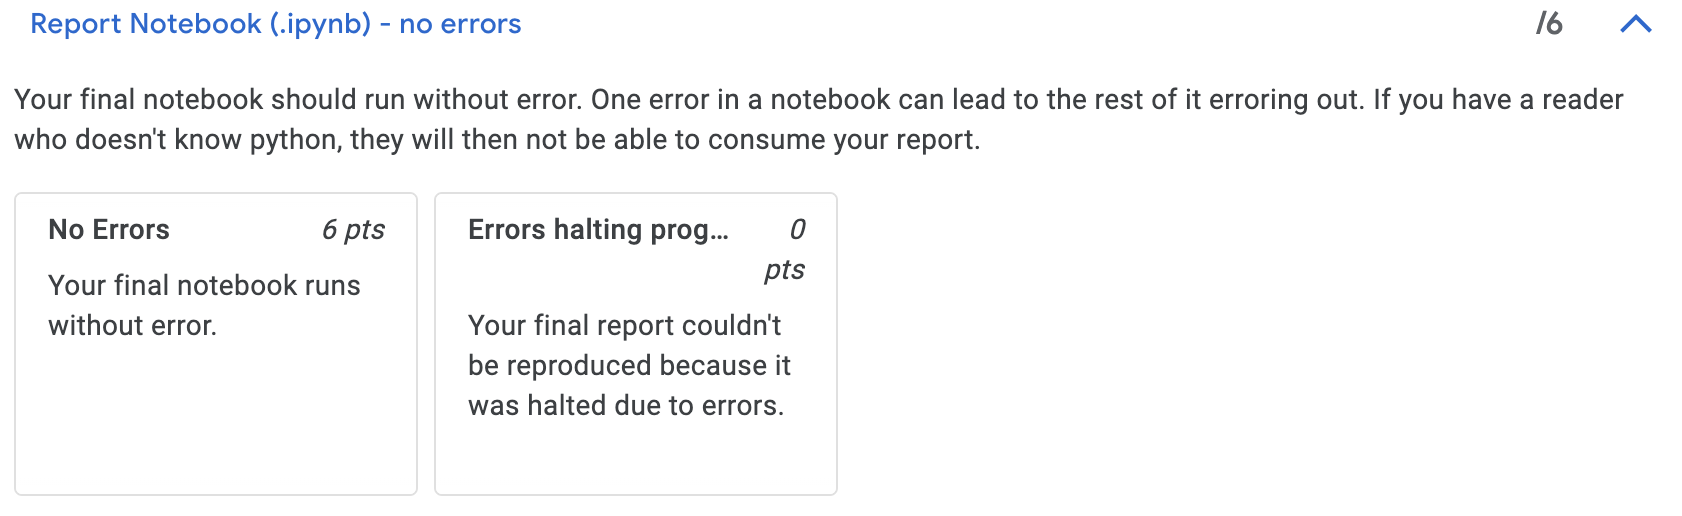 Report Notebook (.ipynb) - no errors
/6
Your final notebook should run without error. One error in a notebook can lead to the rest of it erroring out. If you have a reader
who doesn't know python, they will then not be able to consume your report.
No Errors
6 pts
Your final notebook runs
without error.
Errors halting prog...
0
pts
Your final report couldn't
be reproduced because it
was halted due to errors.